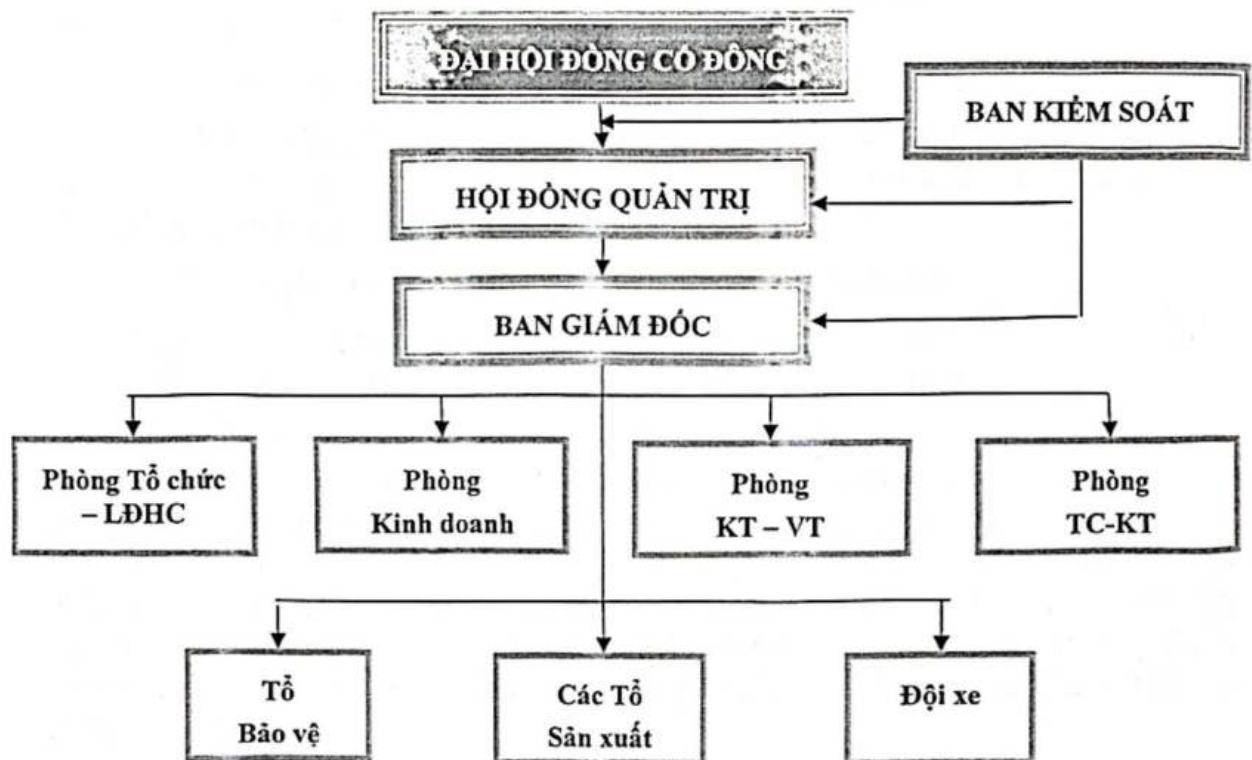 ĐẠI HỘI ĐỒNG CỔ ĐÔNG
BAN KIỂM SOÁT
HỘI ĐỒNG QUẢN TRỊ
BAN GIÁM ĐỐC
Phòng Tổ chức
– LĐHC
Phòng
Kinh doanh
Phòng
KT – VT
Phòng
TC-KT
Tổ
Bảo vệ
Các Tổ
Sản xuất
Đội xe